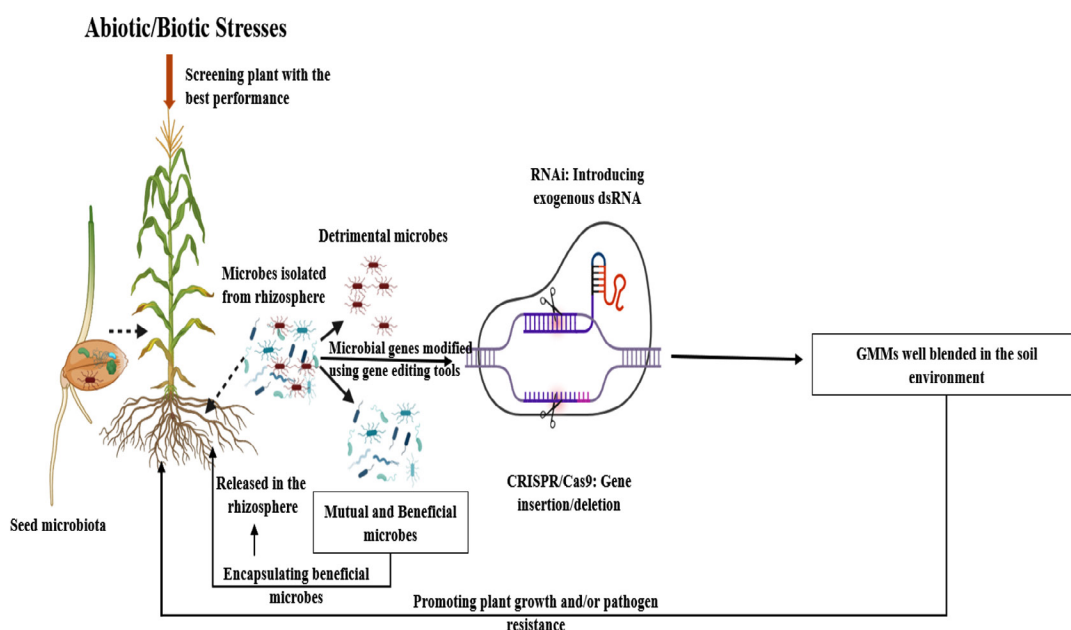 Abiotic/Biotic Stresses
Screening plant with the
best performance
RNAi: Introducing
exogenous dsRNA
Detrimental microbes
Microbes isolated
from rhizosphere
Microbial genes modified
using gene editing tools
GMMs well blended in the soil
environment
CRISPR/Cas9: Gene
insertion/deletion
Released in the
rhizosphere
Mutual and Beneficial
microbes
Seed microbiota
Encapsulating beneficial
microbes
Promoting plant growth and/or pathogen
resistance